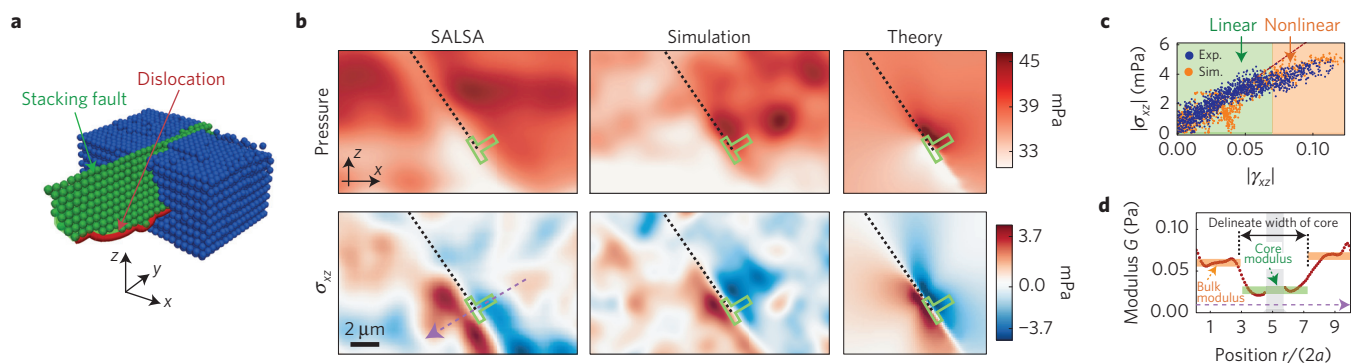 a
Stacking fault
Dislocation
z
y
x
b
SALSA
Simulation
Theory
Pressure
z
x
45
39
33
mPa
σxz
2 μm
3.7
0.0
−3.7
mPa
c
Linear
Nonlinear
|σxz| (mPa)
6
4
2
0
Exp.
Sim.
0.00
0.05
0.10
|γxz|
d
Modulus G (Pa)
0.10
0.05
0.00
Delineate width of core
Core
modulus
Bulk
modulus
1
3
5
7
9
Position r/(2a)